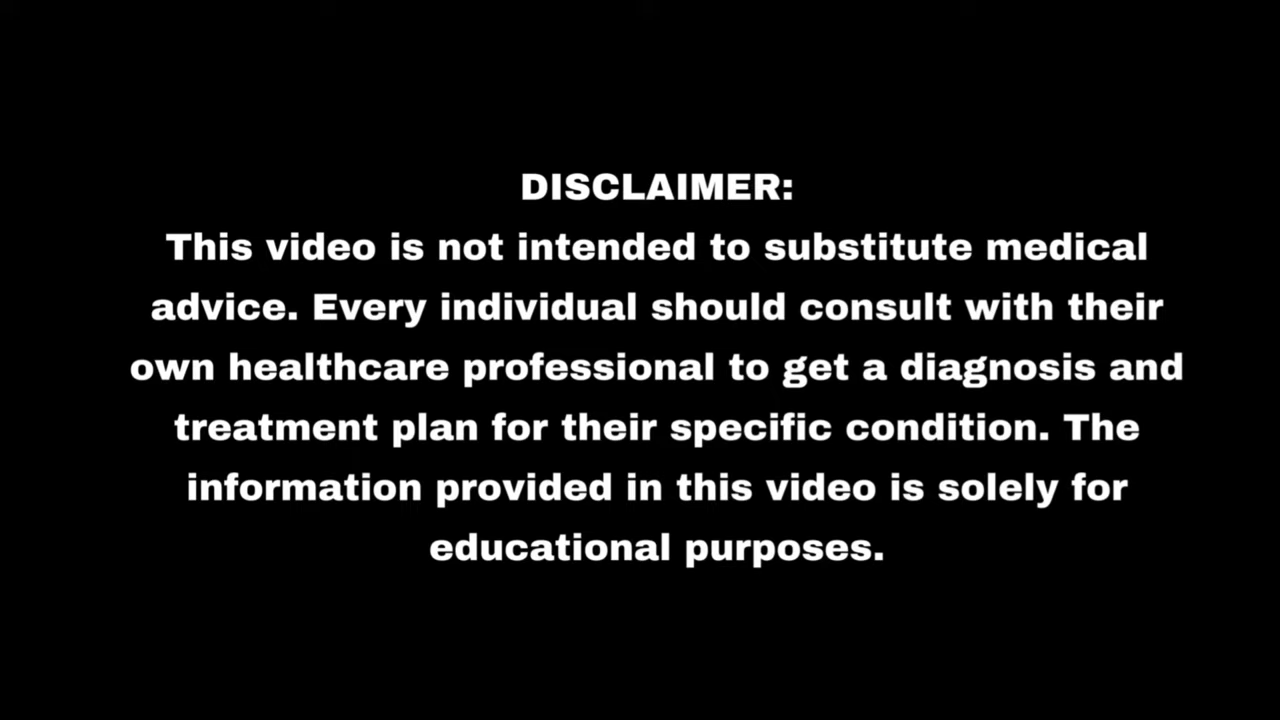 DISCLAIMER:
This video is not intended to substitute medical
advice. Every individual should consult with their
own healthcare professional to get a diagnosis and
treatment plan for their specific condition. The
information provided in this video is solely for
educational purposes.